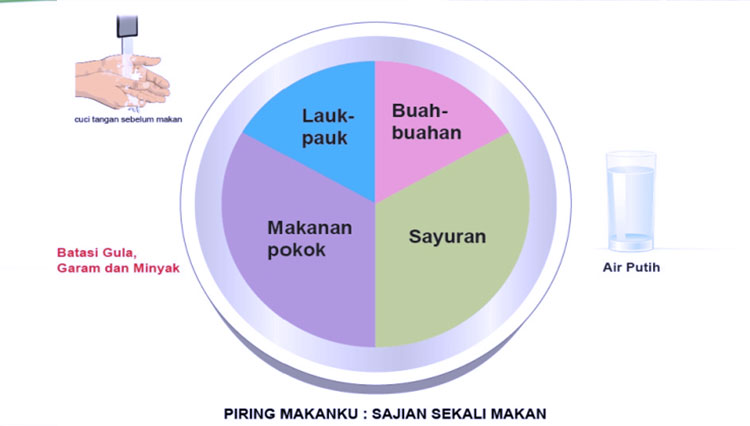 cuci tangan sebelum makan
Lauk-
pauk
Buah-
buahan
Makanan
pokok
Sayuran
Batasi Gula,
Garam dan Minyak
Air Putih
PIRING MAKANKU : SAJIAN SEKALI MAKAN